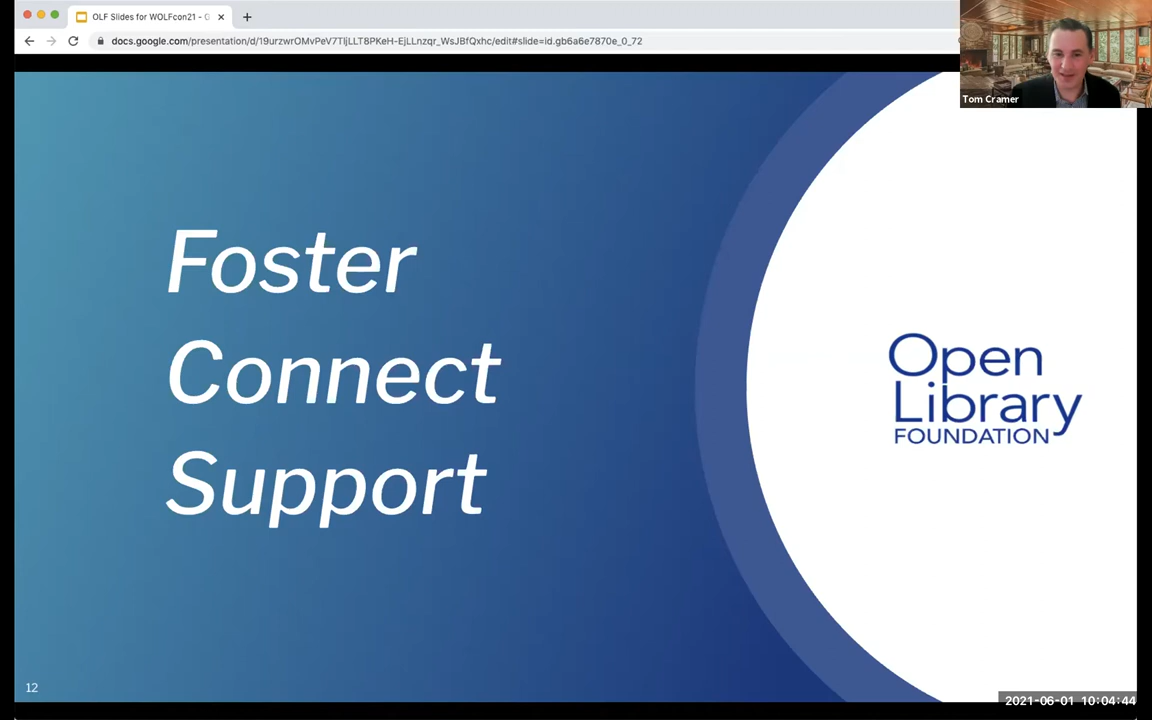 OLF Slides for WOLFcon21 - G
docs.google.com/presentation/d/19urzwrOMvPeV7TljLLT8PKeH-EjLLnzqr_WsJBfQxhc/edit#slide=id.gb6a6e7870e_0_72
Tom Cramer
Foster
Connect
Support
Open
Library
FOUNDATION
12
2021-06-01 10:04:44